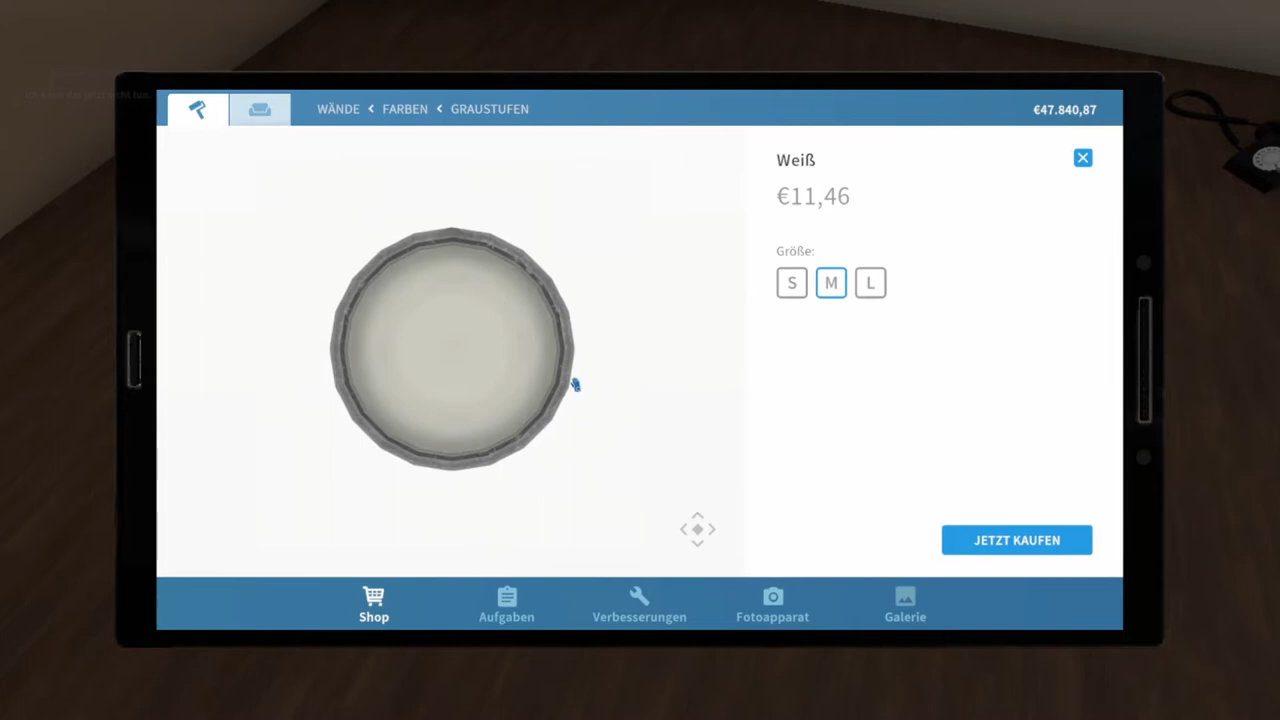 WÄNDE < FARBEN < GRAUSTUFEN
€47.840,87
Weiß
€11,46
Größe:
S M L
JETZT KAUFEN
Shop
Aufgaben
Verbesserungen
Fotoapparat
Galerie